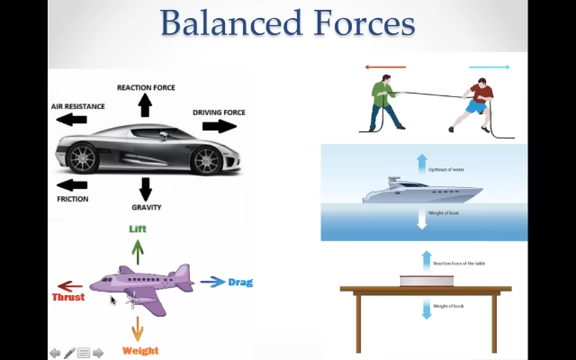 Balanced Forces
REACTION FORCE
AIR RESISTANCE
DRIVING FORCE
FRICTION
GRAVITY
Lift
Thrust
Drag
Weight
Upthrust of water
Weight of boat
Reaction force of the table
Weight of book